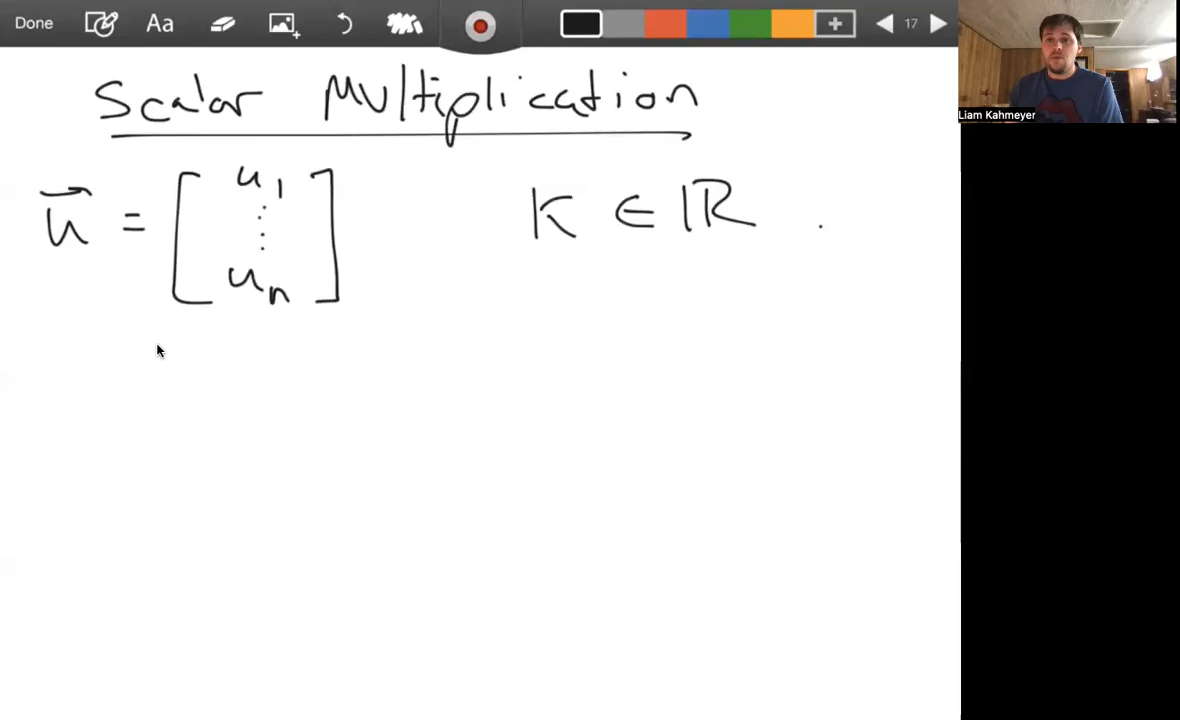 Done Aa 17
Liam Kahmeyer
Scalar Multiplication
u⃗ = [ u₁ ⋮ uₙ ] K ∈ ℝ .